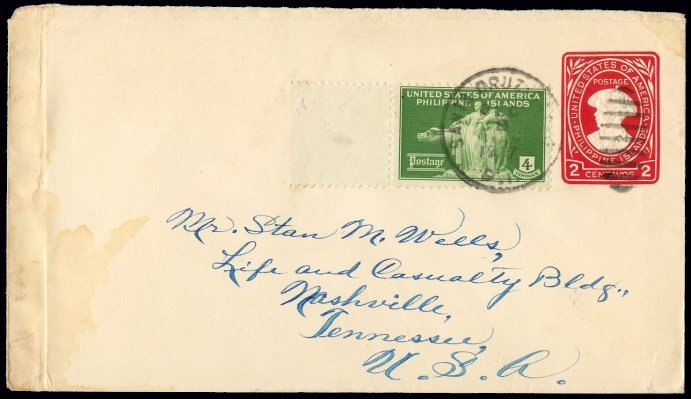 UNITED STATES OF AMERICA
PHILIPPINE ISLANDS
Postage
4
CENTAVOS
UNITED STATES OF AMERICA
POSTAGE
PHILIPPINE ISLANDS
2 CENTAVOS 2
Mr. Stan M. Wells,
Life and Casualty Bldg.,
Nashville,
Tennessee,
U. S. A.